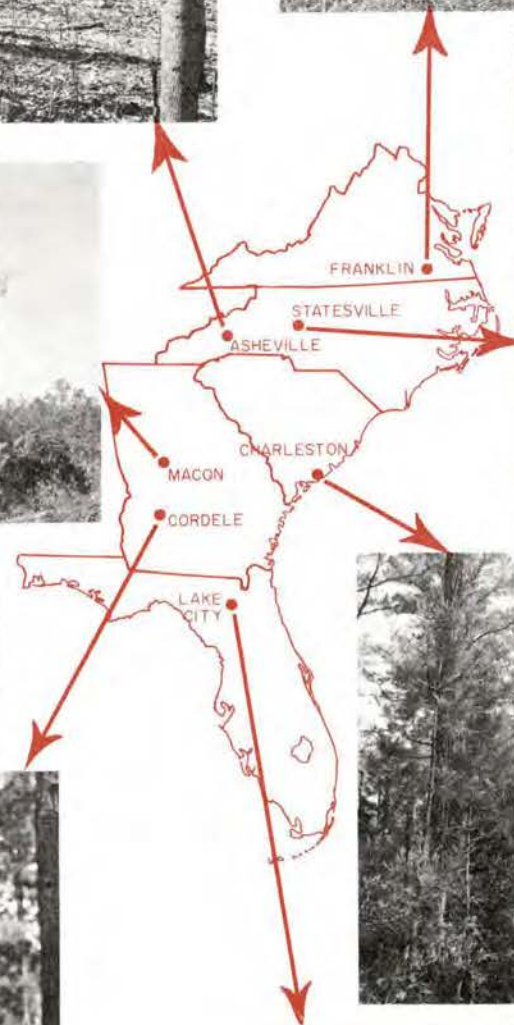 FRANKLIN
STATESVILLE
ASHEVILLE
CHARLESTON
MACON
CORDELE
LAKE
CITY